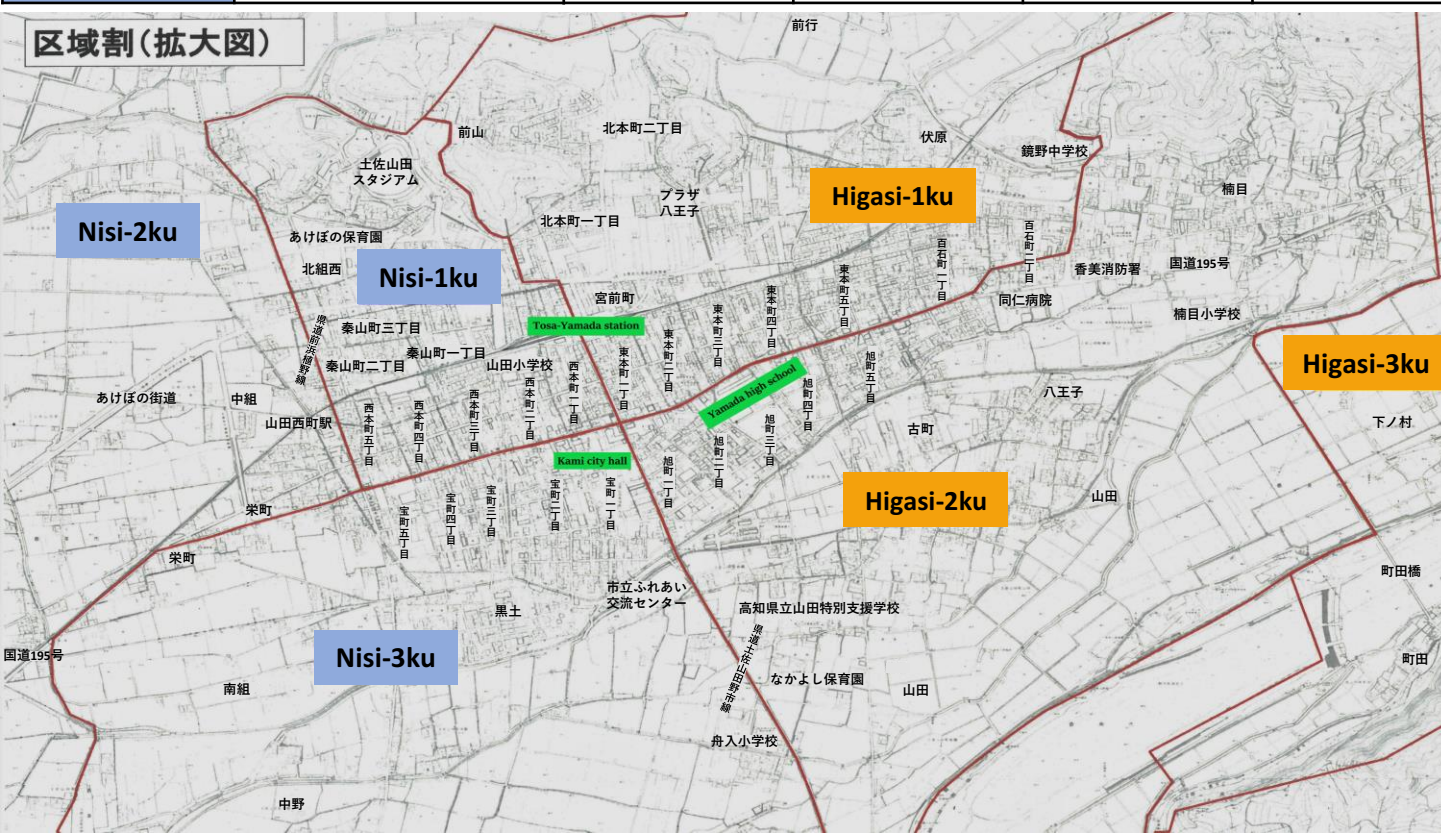 区域割(拡大図)
前行
前山
北本町二丁目
伏原
鏡野中学校
土佐山田
スタジアム
プラザ
八王子
Higasi-1ku
楠目
Nisi-2ku
北本町一丁目
あけぼの保育園
百石町二丁目
百石町一丁目
北組西
Nisi-1ku
香美消防署
国道195号
東本町五丁目
東本町四丁目
宮前町
同仁病院
楠目小学校
県道前浜植野線
秦山町三丁目
Tosa-Yamada station
東本町三丁目
東本町二丁目
東本町一丁目
秦山町二丁目
秦山町一丁目
山田小学校
西本町一丁目
西本町二丁目
西本町三丁目
西本町四丁目
西本町五丁目
Yamada high school
旭町五丁目
旭町四丁目
旭町三丁目
旭町二丁目
旭町一丁目
Higasi-3ku
あけぼの街道
中組
八王子
下ノ村
山田西町駅
古町
Kami city hall
宝町一丁目
宝町二丁目
宝町三丁目
宝町四丁目
宝町五丁目
Higasi-2ku
山田
栄町
栄町
町田橋
市立ふれあい
交流センター
黒土
高知県立山田特別支援学校
県道土佐山田野市線
国道195号
Nisi-3ku
町田
なかよし保育園
南組
山田
舟入小学校
中野